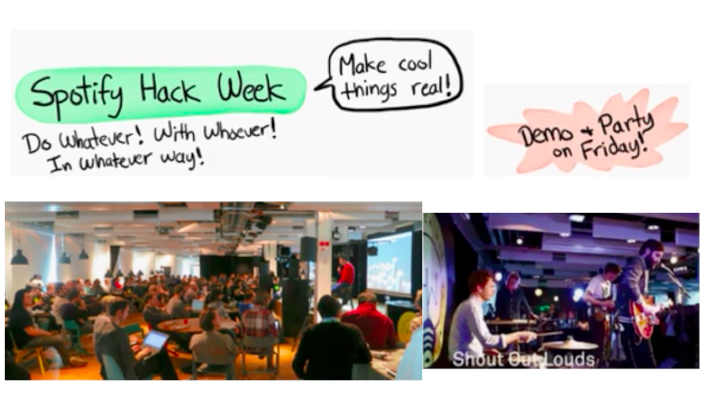 Spotify Hack Week
Make cool
things real!
Do Whatever! With Whoever!
In whatever way!
Demo + Party
on Friday!
Shout Out Louds